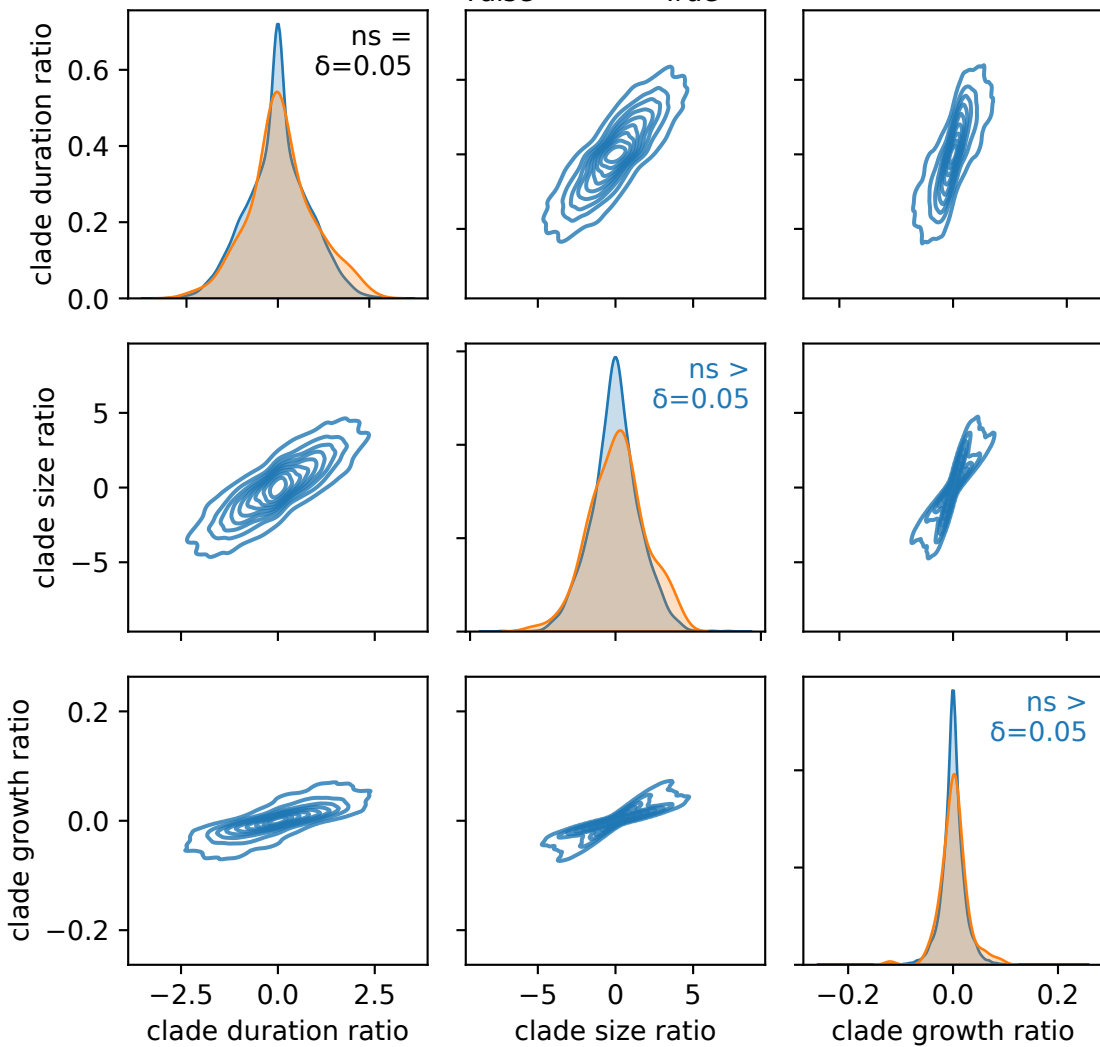 clade duration ratio
0.6
0.4
0.2
0.0
ns =
δ=0.05
clade size ratio
5
0
−5
ns >
δ=0.05
clade growth ratio
0.2
0.0
−0.2
ns >
δ=0.05
−2.5 0.0 2.5
−5 0 5
−0.2 0.0 0.2
clade duration ratio
clade size ratio
clade growth ratio